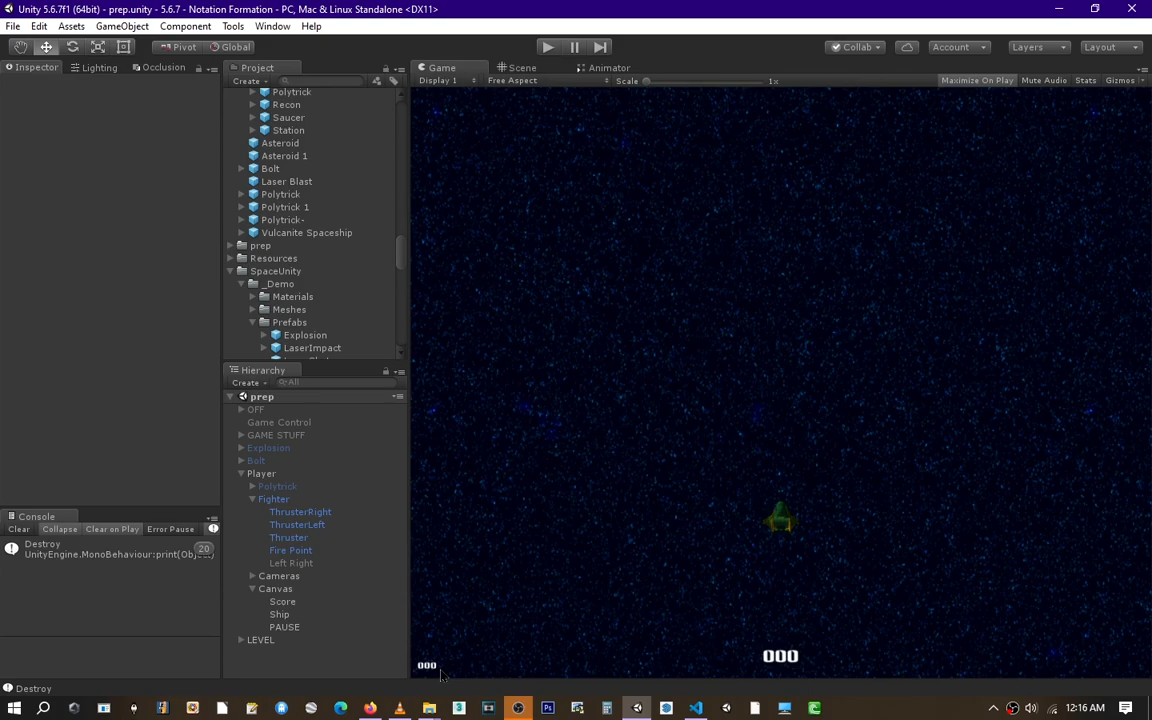 Unity 5.6.7f1 (64bit) - prep.unity - 5.6.7 - Notation Formation - PC, Mac & Linux Standalone <DX11>
File Edit Assets GameObject Component Tools Window Help
Pivot Global Collab Account Layers Layout
Inspector Lighting Occlusion Project Game Scene Animator
Create Display 1 Free Aspect Scale 1x Maximize On Play Mute Audio Stats Gizmos
Polytrick
Recon
Saucer
Station
Asteroid
Asteroid 1
Bolt
Laser Blast
Polytrick
Polytrick 1
Polytrick-
Vulcanite Spaceship
prep
Resources
SpaceUnity
_Demo
Materials
Meshes
Prefabs
Explosion
LaserImpact
Hierarchy
Create All
prep
OFF
Game Control
GAME STUFF
Explosion
Bolt
Player
Polytrick
Fighter
ThrusterRight
ThrusterLeft
Thruster
Fire Point
Left Right
Cameras
Canvas
Score
Ship
PAUSE
LEVEL
Console
Clear Collapse Clear on Play Error Pause
Destroy
UnityEngine.MonoBehaviour:print(Object)
20
000
000
Destroy
12:16 AM